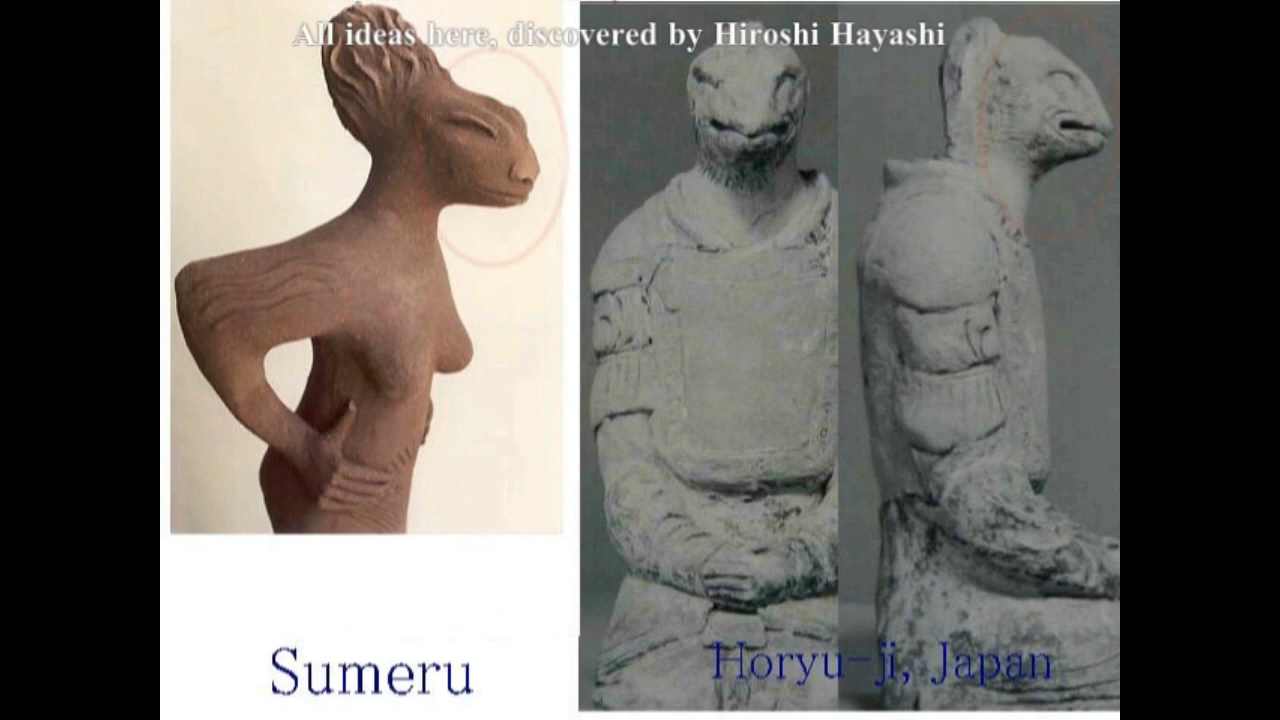 All ideas here, discovered by Hiroshi Hayashi
Sumeru
Horyu-ji, Japan